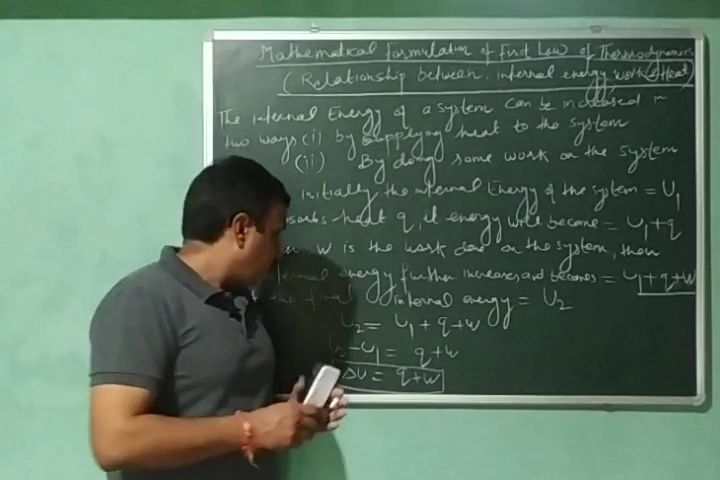 Mathematical formulation of First Law of Thermodynamics
(Relationship between internal energy, work & Heat)
The internal Energy of a system can be increased in
two ways (i) by supplying heat to the system
(ii) By doing some work on the system
initially the internal Energy of the system = U1
heat q, it energy will become = U1+q
w is the work done on the system, then
energy further increases and becomes = U1+q+w
final internal energy = U2
U2 = U1+q+w
-U1 = q+w
ΔU = q+w